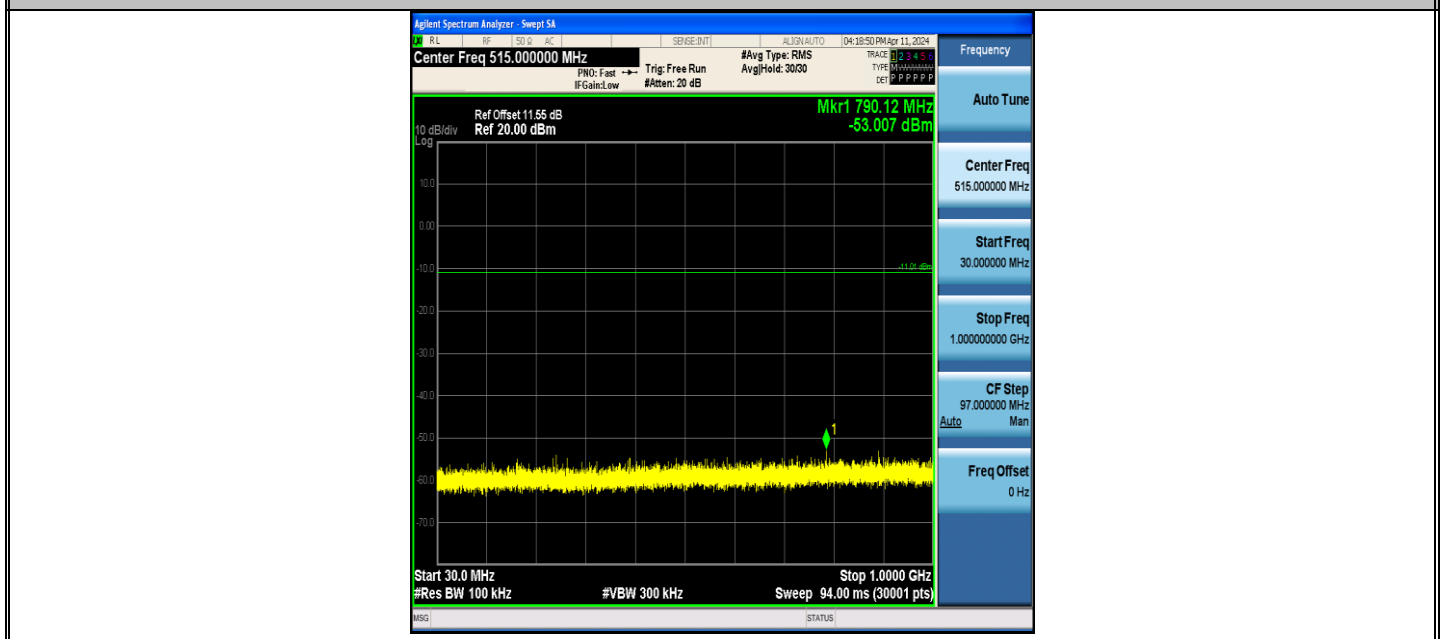 Agilent Spectrum Analyzer - Swept SA
RL RF 50 Ω AC SENSE:INT ALIGN AUTO 04:18:50 PM Apr 11, 2024
Center Freq 515.000000 MHz
#Avg Type: RMS
TRACE 1 2 3 4 5 6
PNO: Fast
Trig: Free Run
Avg|Hold: 30/30
TYPE
IFGain:Low
#Atten: 20 dB
DET P P P P P P
Mkr1 790.12 MHz
-53.007 dBm
Ref Offset 11.55 dB
10 dB/div
Ref 20.00 dBm
Log
10.0
0.00
-10.0
-11.01 dBm
-20.0
-30.0
-40.0
1
-50.0
-60.0
-70.0
Start 30.0 MHz
Stop 1.0000 GHz
#Res BW 100 kHz
#VBW 300 kHz
Sweep 94.00 ms (30001 pts)
MSG
STATUS
Frequency
Auto Tune
Center Freq
515.000000 MHz
Start Freq
30.000000 MHz
Stop Freq
1.000000000 GHz
CF Step
97.000000 MHz
Auto Man
Freq Offset
0 Hz